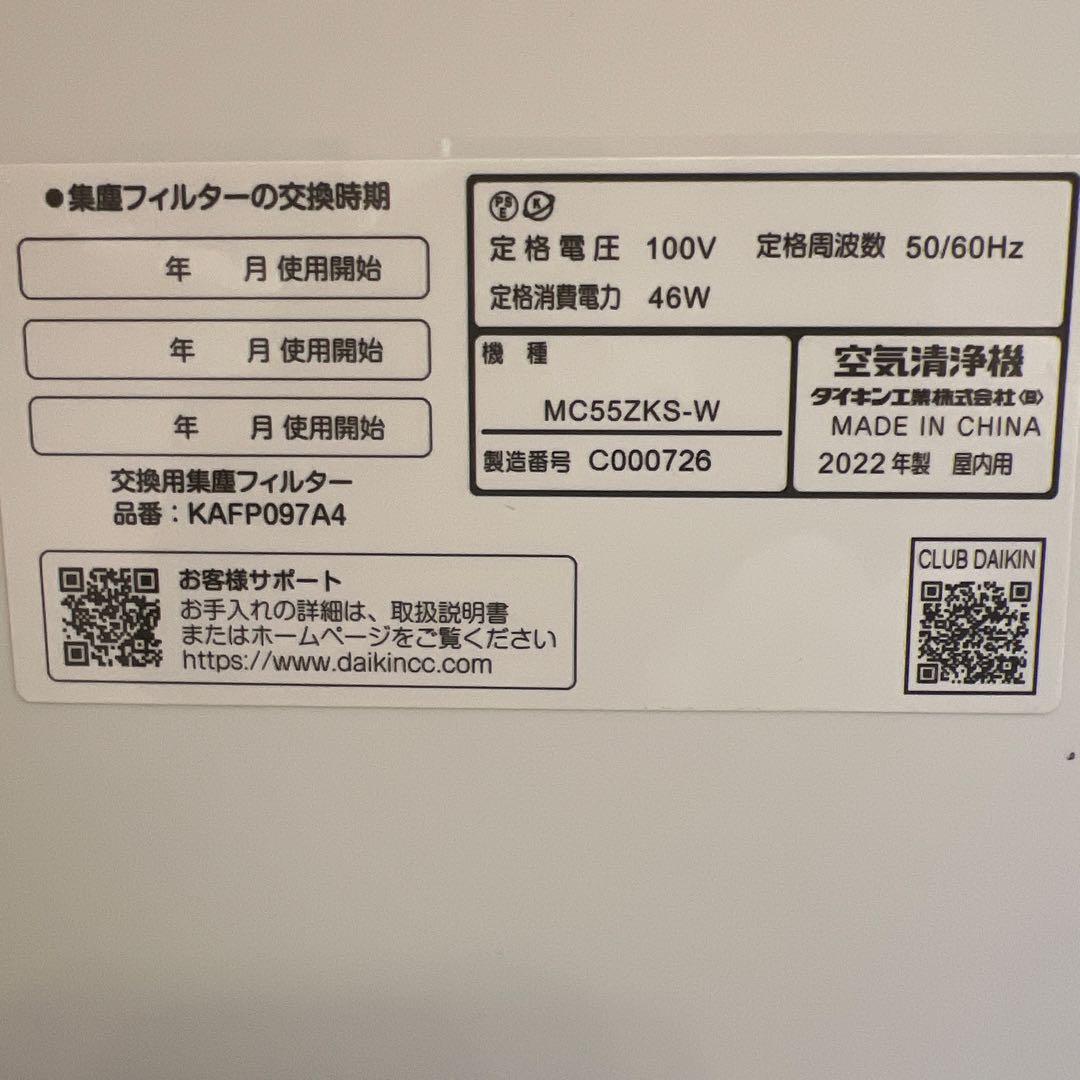 ●集塵フィルターの交換時期
年 月 使用開始
年 月 使用開始
年 月 使用開始
交換用集塵フィルター
品番：KAFP097A4
お客様サポート
お手入れの詳細は、取扱説明書
またはホームページをご覧ください
https://www.daikincc.com
PS E K
定格電圧 100V 定格周波数 50/60Hz
定格消費電力 46W
機種
MC55ZKS-W
製造番号 C000726
空気清浄機
ダイキン工業株式会社〈B〉
MADE IN CHINA
2022年製 屋内用
CLUB DAIKIN